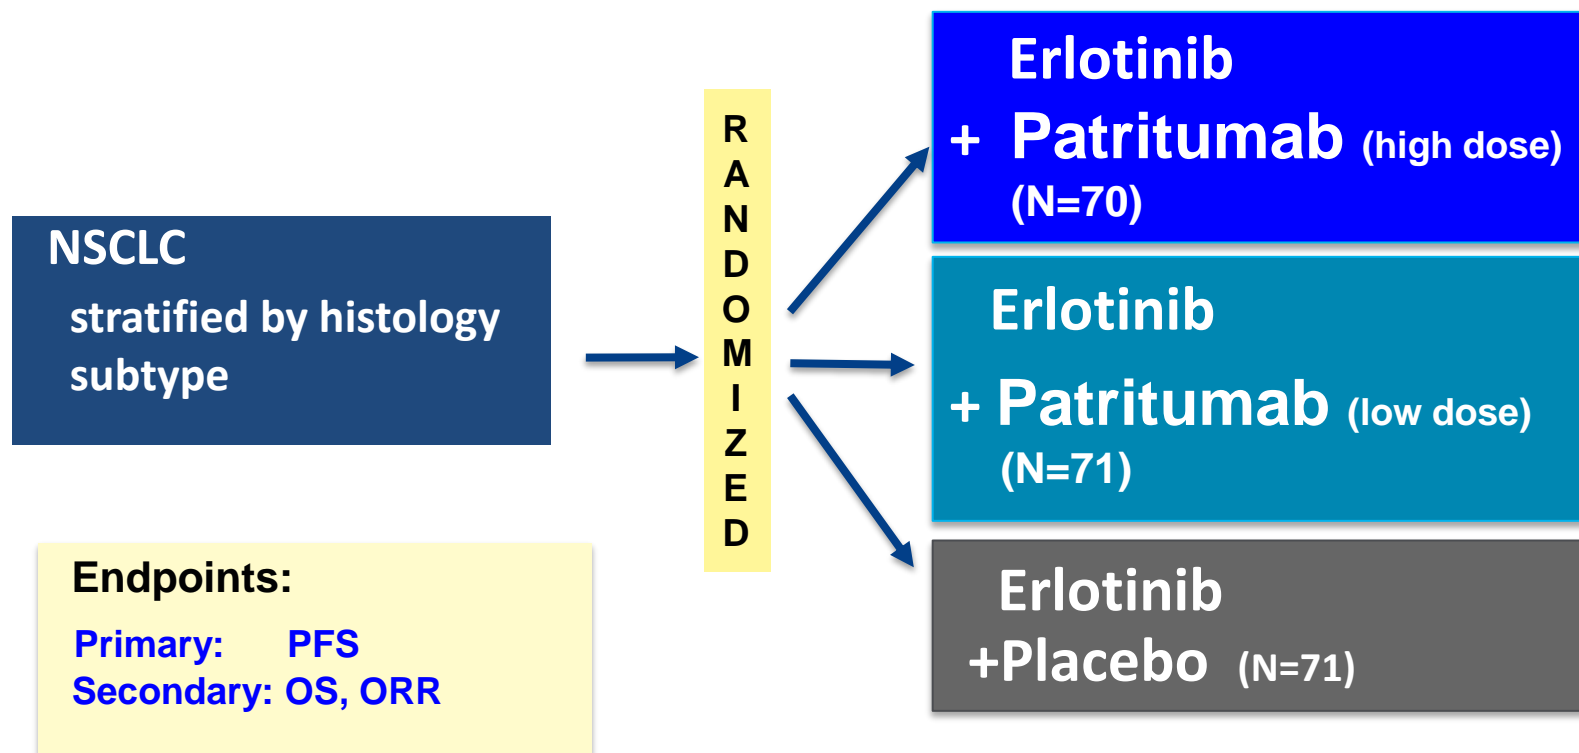 NSCLC
stratified by histology
subtype
Endpoints:
Primary: PFS
Secondary: OS, ORR
R
A
N
D
O
M
I
Z
E
D
Erlotinib
+ Patritumab (high dose)
(N=70)
Erlotinib
+ Patritumab (low dose)
(N=71)
Erlotinib
+Placebo (N=71)